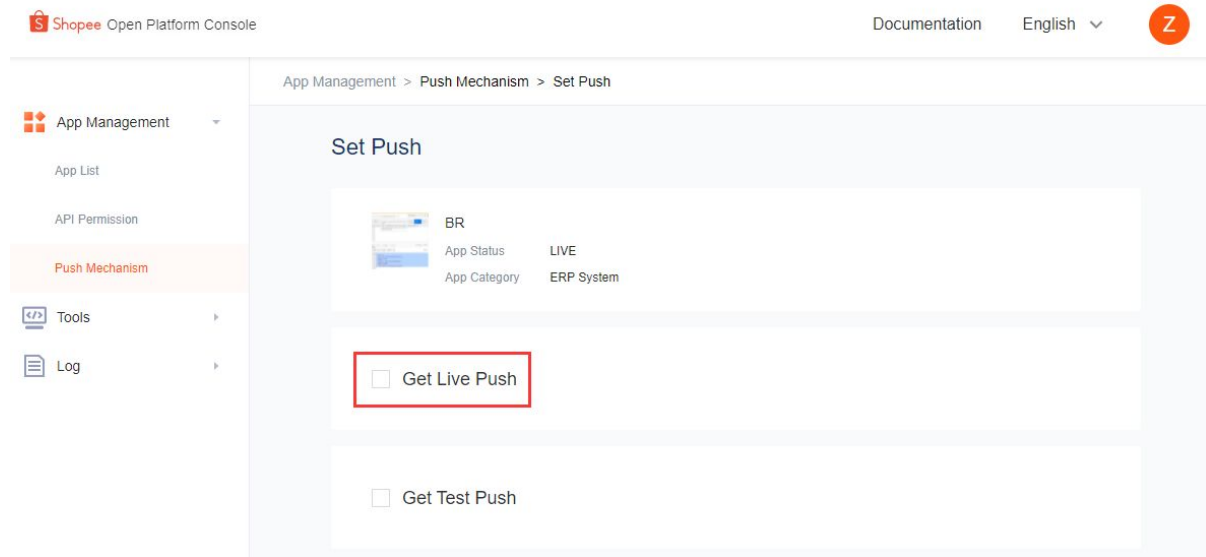 Shopee Open Platform Console
Documentation
English
Z
App Management > Push Mechanism > Set Push
App Management
App List
API Permission
Push Mechanism
Tools
Log
Set Push
BR
App Status LIVE
App Category ERP System
Get Live Push
Get Test Push